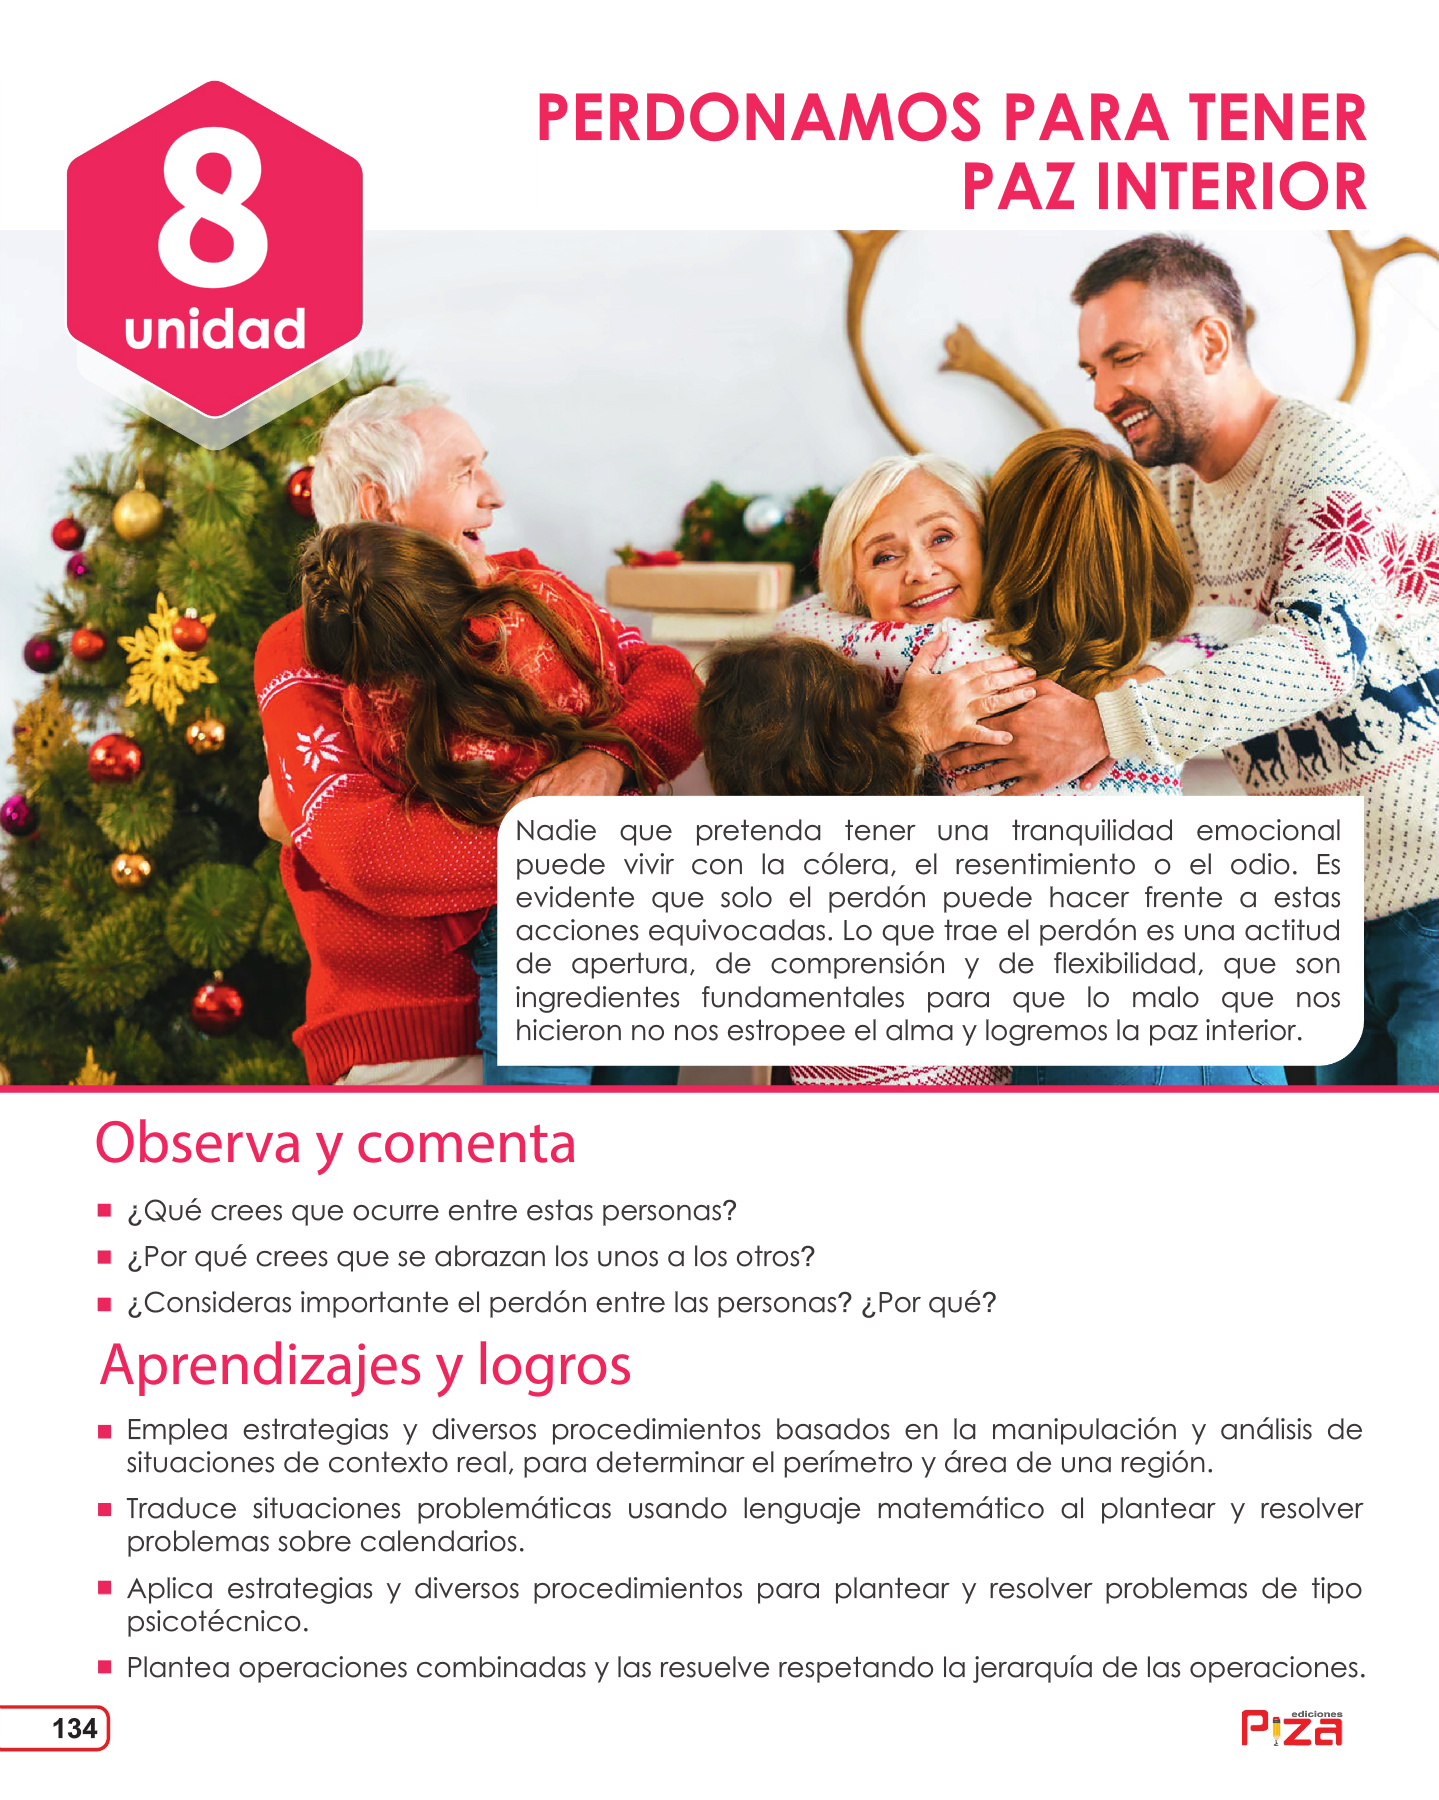 8
unidad
PERDONAMOS PARA TENER
PAZ INTERIOR
Nadie que pretenda tener una tranquilidad emocional
puede vivir con la cólera, el resentimiento o el odio. Es
evidente que solo el perdón puede hacer frente a estas
acciones equivocadas. Lo que trae el perdón es una actitud
de apertura, de comprensión y de flexibilidad, que son
ingredientes fundamentales para que lo malo que nos
hicieron no nos estropee el alma y logremos la paz interior.
Observa y comenta
¿Qué crees que ocurre entre estas personas?
¿Por qué crees que se abrazan los unos a los otros?
¿Consideras importante el perdón entre las personas? ¿Por qué?
Aprendizajes y logros
Emplea estrategias y diversos procedimientos basados en la manipulación y análisis de
situaciones de contexto real, para determinar el perímetro y área de una región.
Traduce situaciones problemáticas usando lenguaje matemático al plantear y resolver
problemas sobre calendarios.
Aplica estrategias y diversos procedimientos para plantear y resolver problemas de tipo
psicotécnico.
Plantea operaciones combinadas y las resuelve respetando la jerarquía de las operaciones.
134
ediciones
Piza